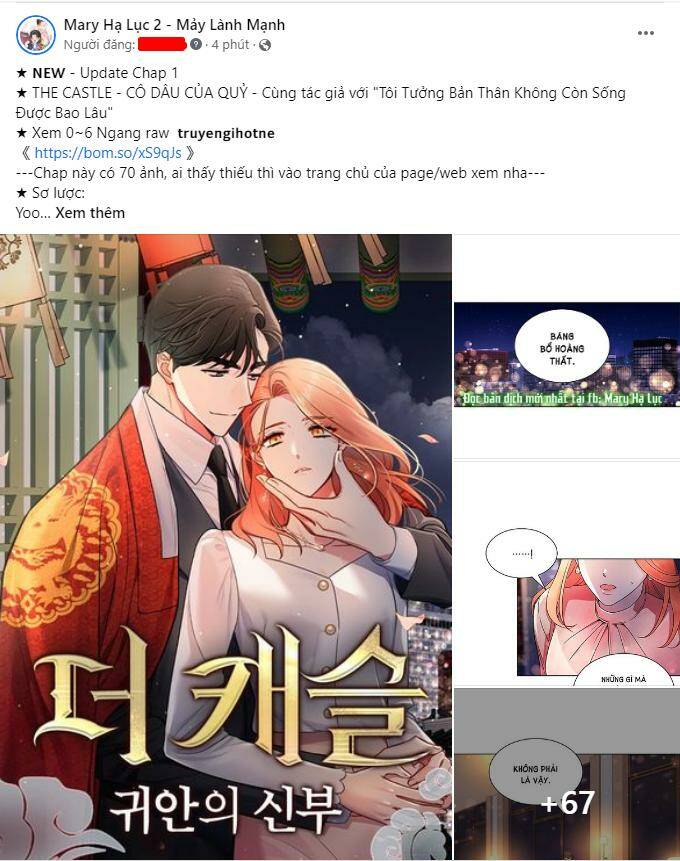 Mary Hạ Lục 2 - Mảy Lành Mạnh
Người đăng: · 4 phút ·
★ NEW - Update Chap 1
★ THE CASTLE - CÔ DÂU CỦA QUỶ - Cùng tác giả với "Tôi Tưởng Bản Thân Không Còn Sống
Được Bao Lâu"
★ Xem 0~6 Ngang raw truyengihotne
《 https://bom.so/xS9qJs 》
---Chap này có 70 ảnh, ai thấy thiếu thì vào trang chủ của page/web xem nha---
★ Sơ lược:
Yoo... Xem thêm
더 캐슬
귀안의 신부
BĂNG
BỔ HOÀNG
THẤT.
Đọc bản dịch mới nhất tại fb: Mary Hạ Lục
......!
NHỮNG GÌ MÀ
KHÔNG PHẢI
LÀ VẬY.
+67